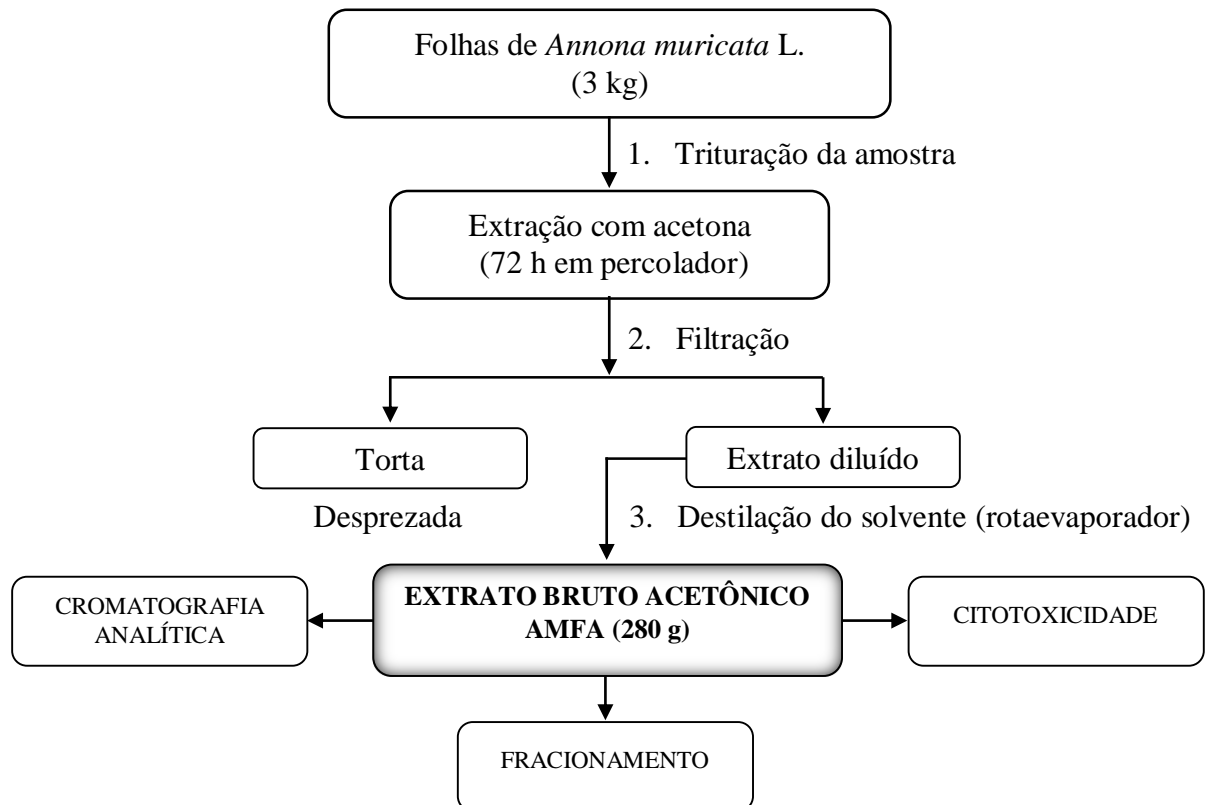 Folhas de Annona muricata L.
(3 kg)
1. Trituração da amostra
Extração com acetona
(72 h em percolador)
2. Filtração
Torta
Extrato diluído
Desprezada
3. Destilação do solvente (rotaevaporador)
CROMATOGRAFIA
ANALÍTICA
EXTRATO BRUTO ACETÔNICO
AMFA (280 g)
CITOTOXICIDADE
FRACIONAMENTO